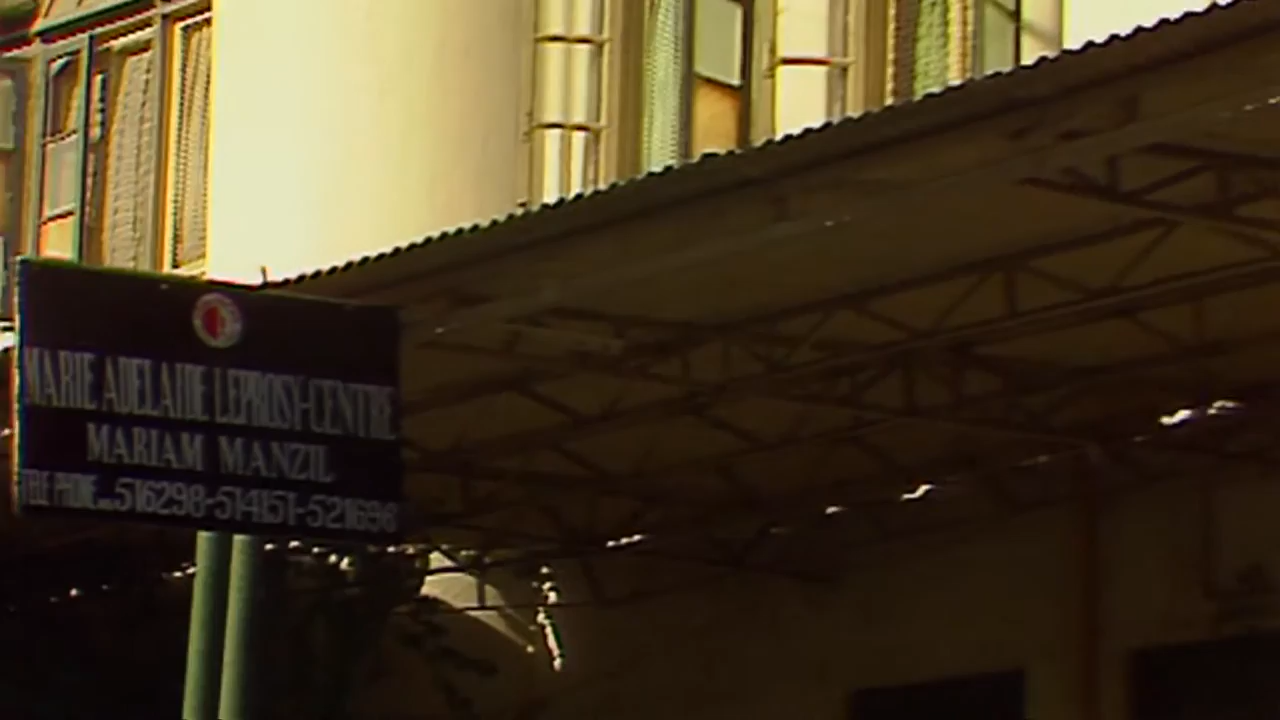 MARIE ADELAIDE LEPROSY-CENTRE
MARIAM MANZIL
TELE PHONE...516298-514151-521696